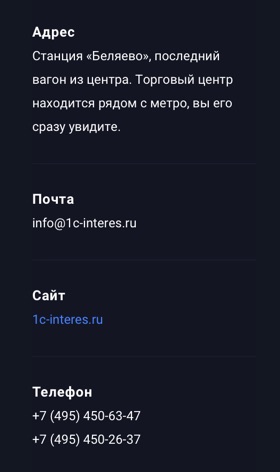 Адрес
Станция «Беляево», последний
вагон из центра. Торговый центр
находится рядом с метро, вы его
сразу увидите.
Почта
info@1c-interes.ru
Сайт
1c-interes.ru
Телефон
+7 (495) 450-63-47
+7 (495) 450-26-37